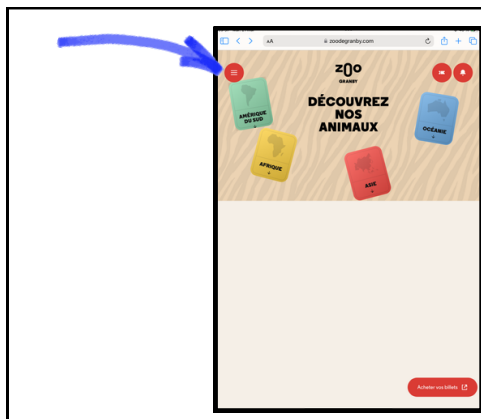 AA
zoodegranby.com
ZOO
GRANBY
DÉCOUVREZ
NOS
ANIMAUX
AMÉRIQUE
DU SUD
OCÉANIE
AFRIQUE
ASIE
Acheter vos billets